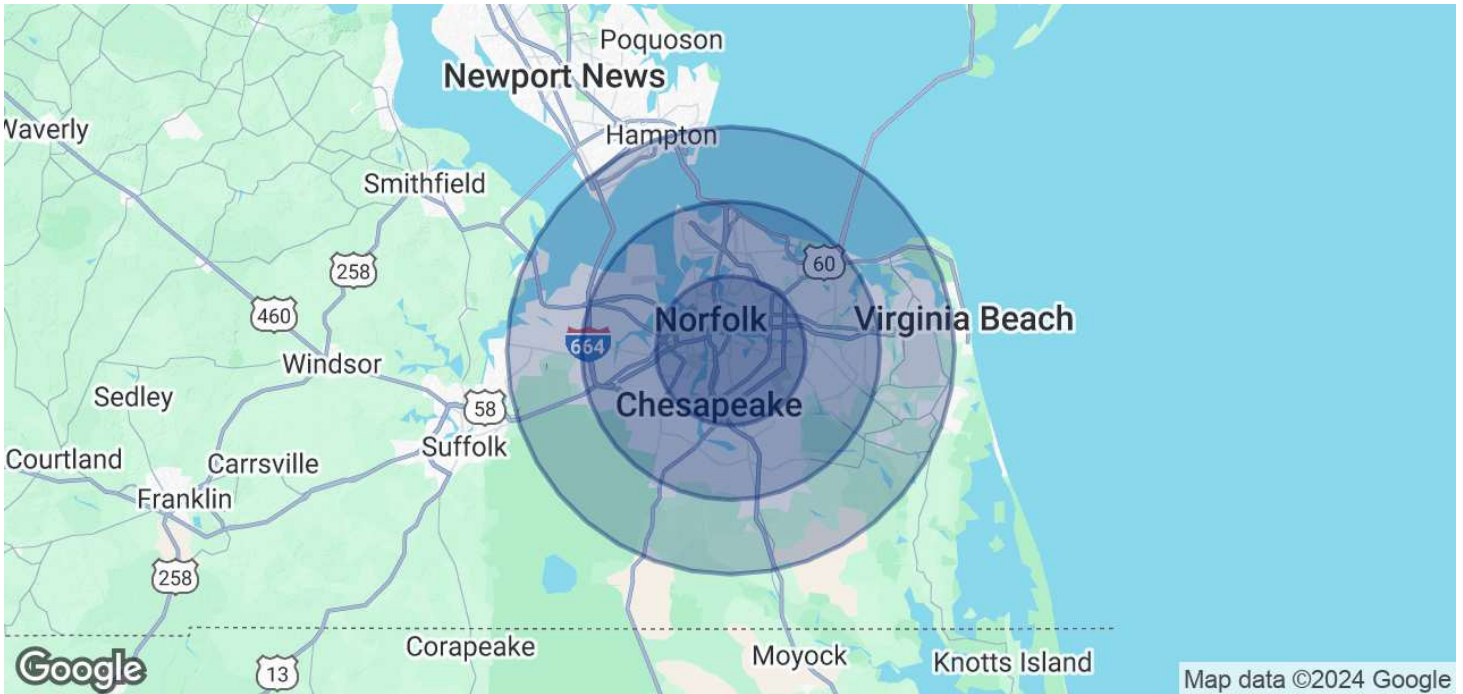 Poquoson
Newport News
Waverly
Hampton
Smithfield
258
60
460
Norfolk
Virginia Beach
664
Windsor
Sedley
Chesapeake
58
Suffolk
Courtland
Carrsville
Franklin
258
Corapeake
Moyock
Knotts Island
Google
13
Map data ©2024 Google